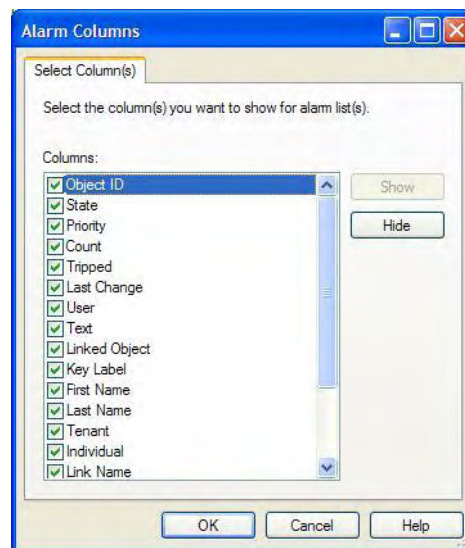 Alarm Columns
Select Column(s)
Select the column(s) you want to show for alarm list(s).
Columns:
Object ID
Show
State
Priority
Hide
Count
Tripped
Last Change
User
Text
Linked Object
Key Label
First Name
Last Name
Tenant
Individual
Link Name
OK Cancel Help